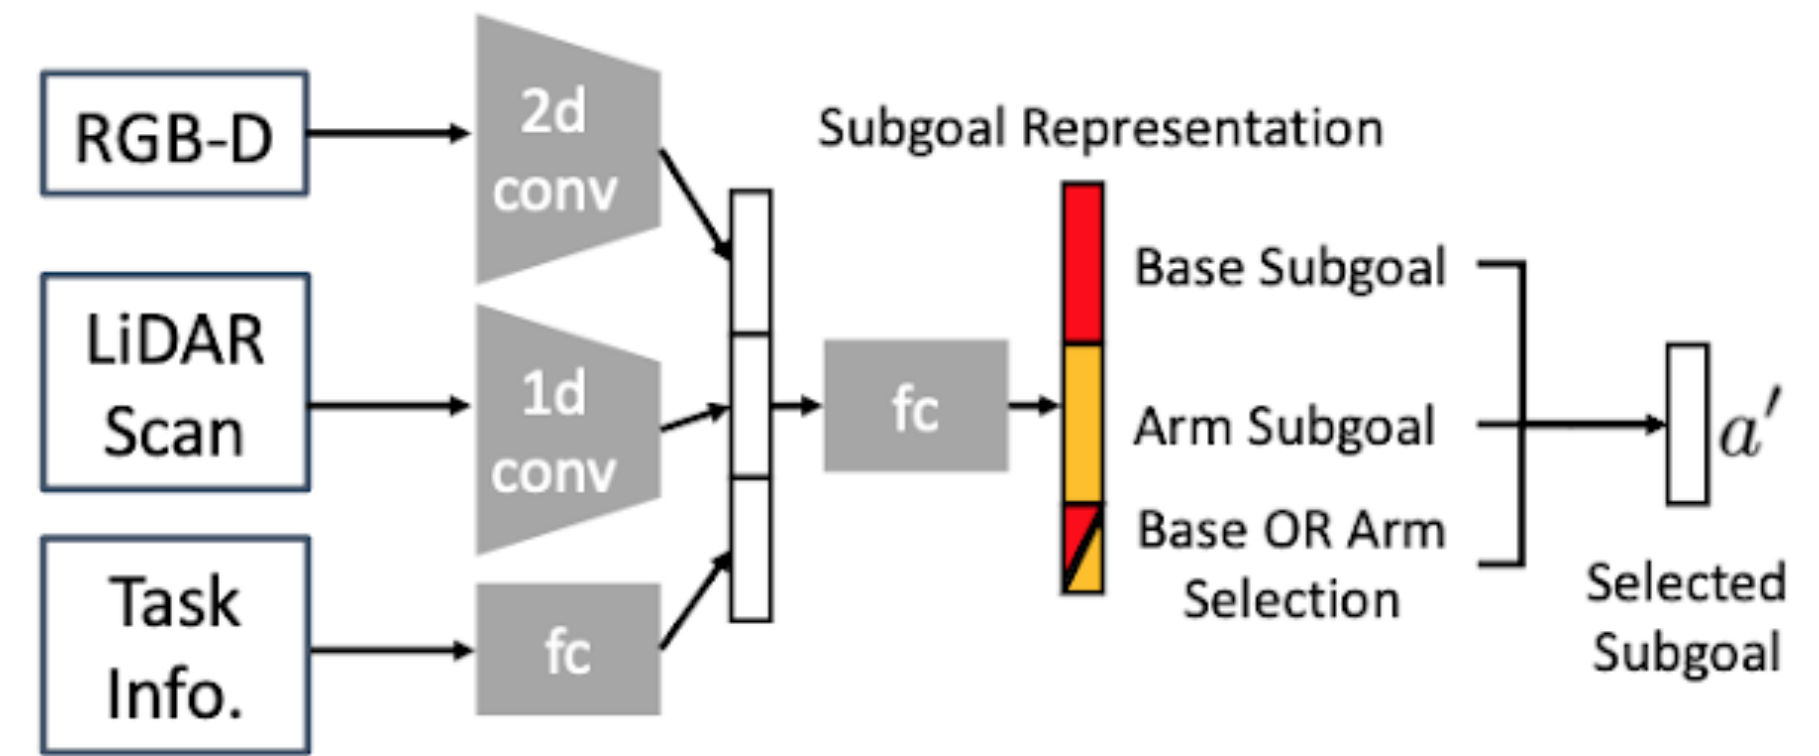 RGB-D
2d
conv
Subgoal Representation
LiDAR
Scan
1d
conv
Task
Info.
fc
fc
Base Subgoal
Arm Subgoal
Base OR Arm
Selection
a′
Selected
Subgoal